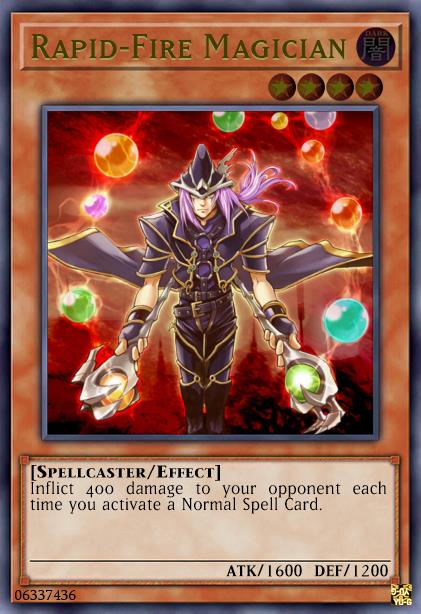 Rapid-Fire Magician
DARK
闇
[Spellcaster/Effect]
Inflict 400 damage to your opponent each
time you activate a Normal Spell Card.
ATK/1600 DEF/1200
06337436